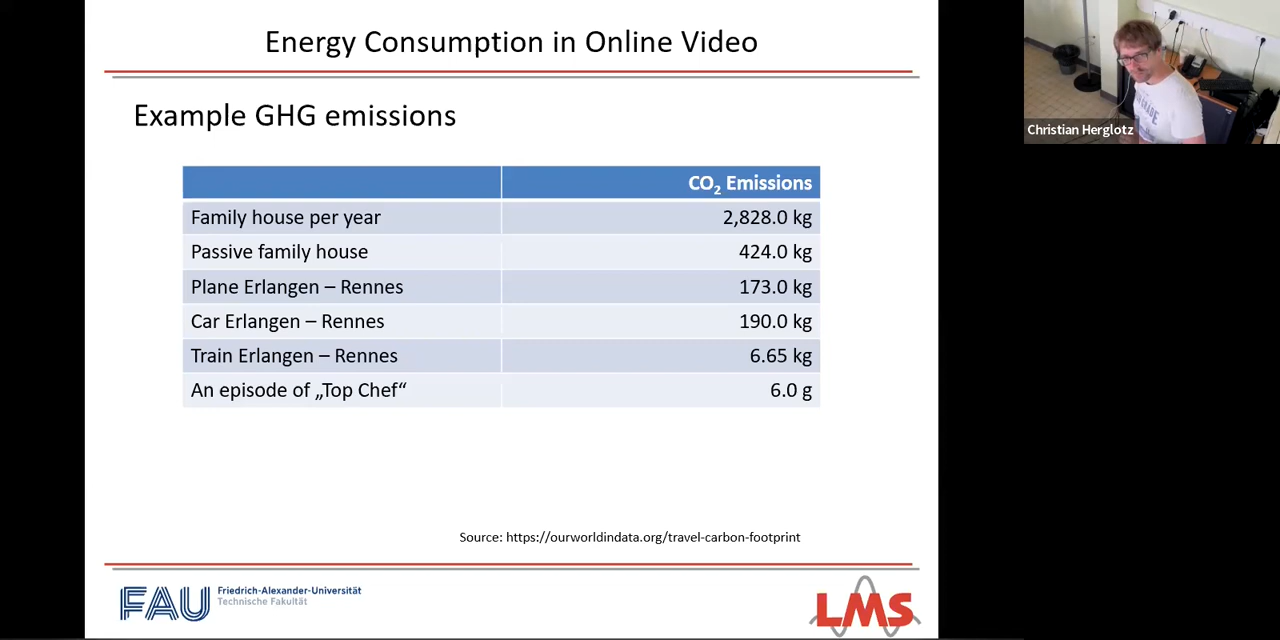 Energy Consumption in Online Video
Example GHG emissions
CO₂ Emissions
Family house per year 2,828.0 kg
Passive family house 424.0 kg
Plane Erlangen – Rennes 173.0 kg
Car Erlangen – Rennes 190.0 kg
Train Erlangen – Rennes 6.65 kg
An episode of „Top Chef“ 6.0 g
Source: https://ourworldindata.org/travel-carbon-footprint
FAU Friedrich-Alexander-Universität
Technische Fakultät
LMS
Christian Herglotz